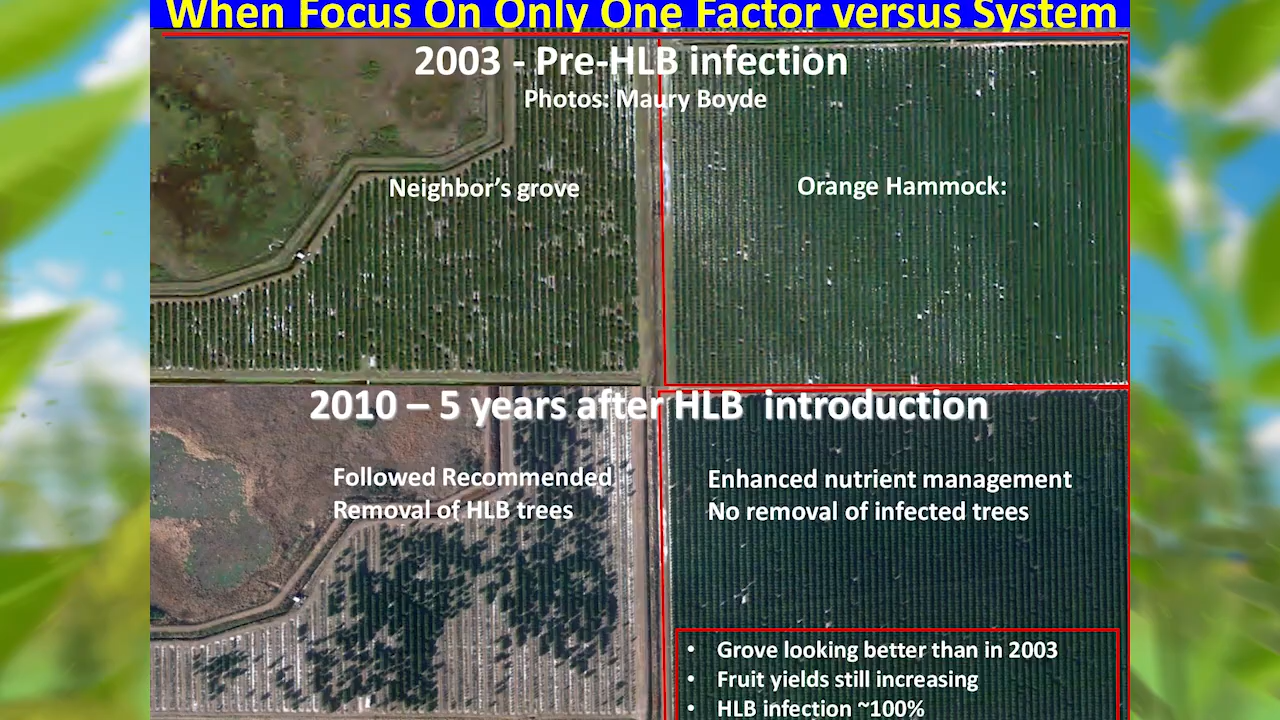 When Focus On Only One Factor versus System
2003 - Pre-HLB infection
Photos: Maury Boyde
Neighbor's grove
Orange Hammock:
2010 – 5 years after HLB introduction
Followed Recommended
Removal of HLB trees
Enhanced nutrient management
No removal of infected trees
• Grove looking better than in 2003
• Fruit yields still increasing
• HLB infection ~100%